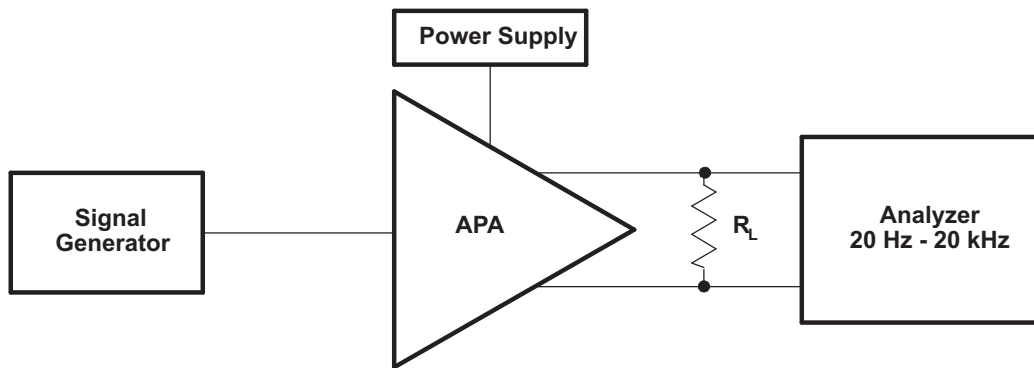 Power Supply
Signal
Generator
APA
RL
Analyzer
20 Hz - 20 kHz